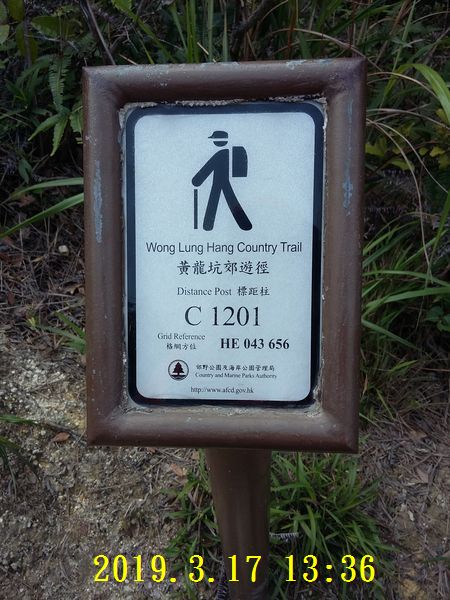 Wong Lung Hang Country Trail
黃龍坑郊遊徑
Distance Post 標距柱
C 1201
Grid Reference
格網方位 HE 043 656
郊野公園及海岸公園管理局
Country and Marine Parks Authority
http://www.afcd.gov.hk
2019.3.17 13:36